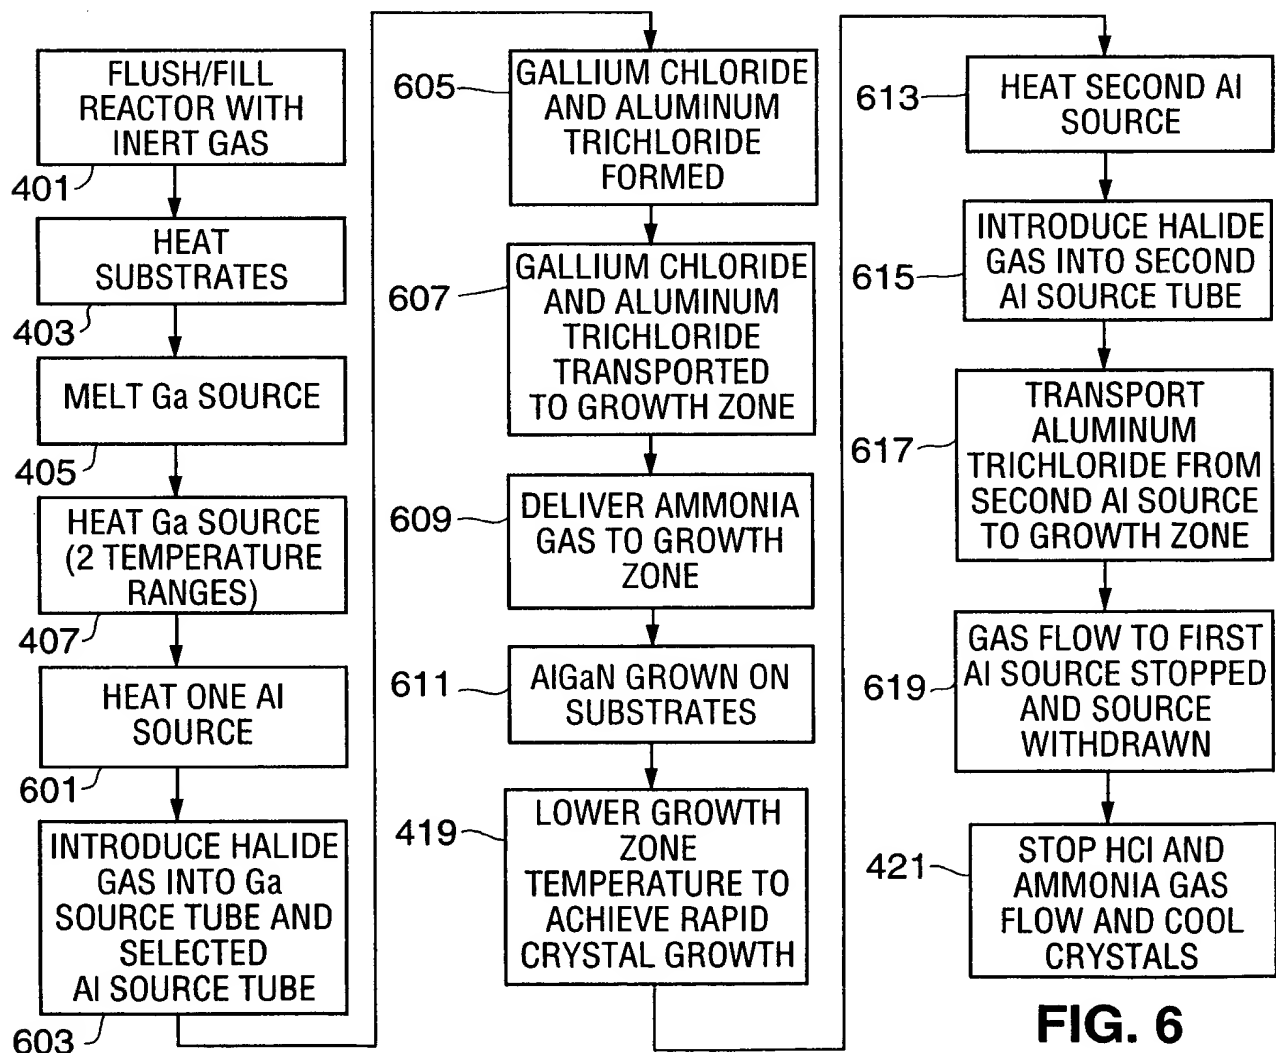 FLUSH/FILL
REACTOR WITH
INERT GAS
401
HEAT
SUBSTRATES
403
MELT Ga SOURCE
405
HEAT Ga SOURCE
(2 TEMPERATURE
RANGES)
407
HEAT ONE Al
SOURCE
601
INTRODUCE HALIDE
GAS INTO Ga
SOURCE TUBE AND
SELECTED
Al SOURCE TUBE
603
605
GALLIUM CHLORIDE
AND ALUMINUM
TRICHLORIDE
FORMED
607
GALLIUM CHLORIDE
AND ALUMINUM
TRICHLORIDE
TRANSPORTED
TO GROWTH ZONE
609
DELIVER AMMONIA
GAS TO GROWTH
ZONE
611
AlGaN GROWN ON
SUBSTRATES
419
LOWER GROWTH
ZONE
TEMPERATURE TO
ACHIEVE RAPID
CRYSTAL GROWTH
613
HEAT SECOND Al
SOURCE
615
INTRODUCE HALIDE
GAS INTO SECOND
Al SOURCE TUBE
617
TRANSPORT
ALUMINUM
TRICHLORIDE FROM
SECOND Al SOURCE
TO GROWTH ZONE
619
GAS FLOW TO FIRST
Al SOURCE STOPPED
AND SOURCE
WITHDRAWN
421
STOP HCl AND
AMMONIA GAS
FLOW AND COOL
CRYSTALS
FIG. 6